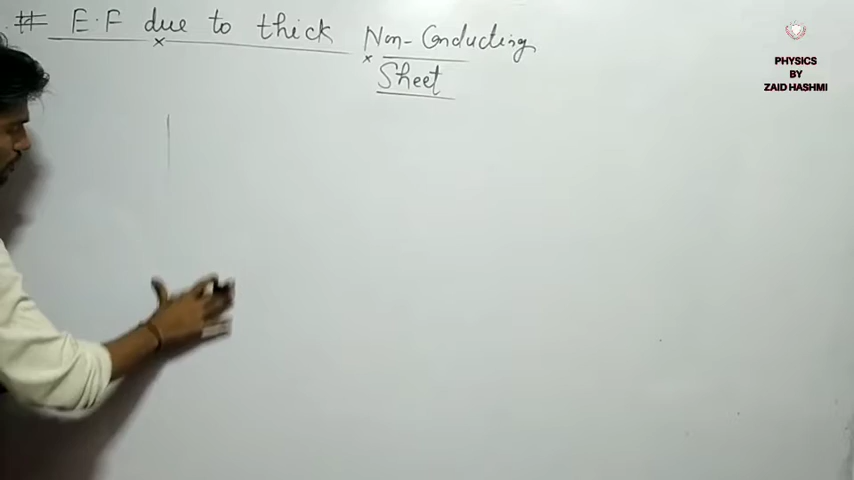 # E.F due to thick Non-Conducting
Sheet
PHYSICS
BY
ZAID HASHMI